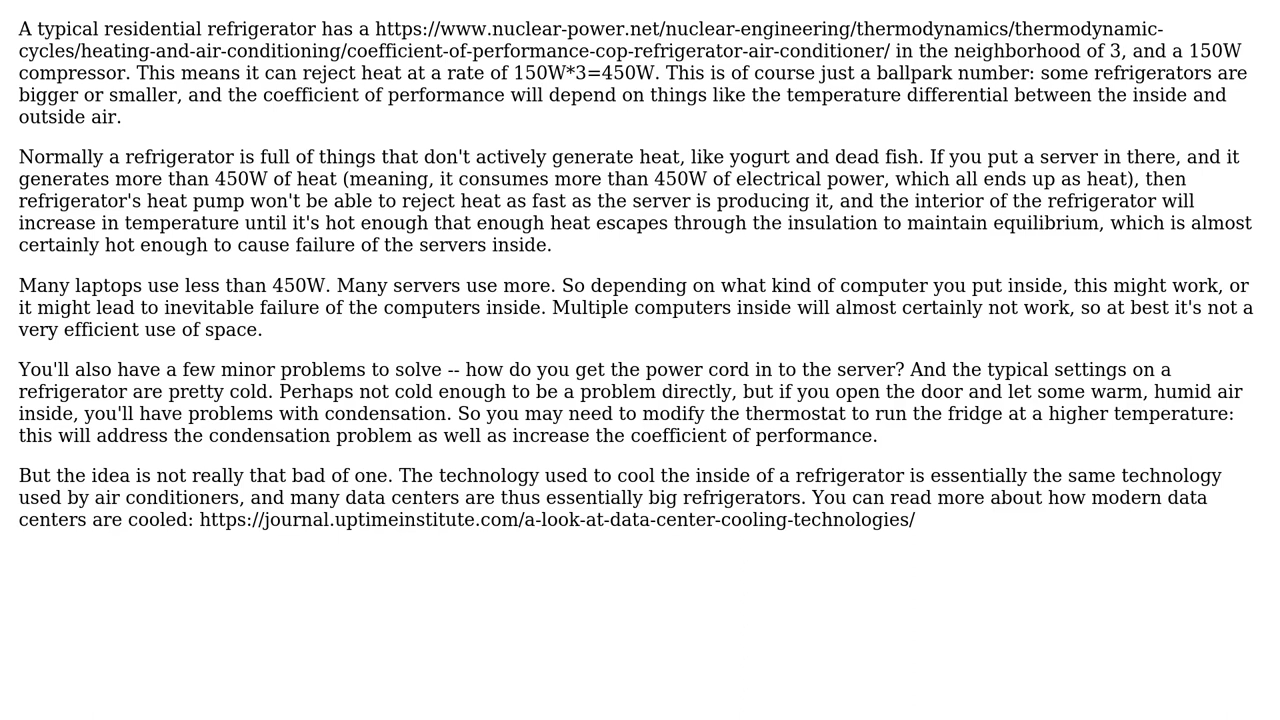 A typical residential refrigerator has a https://www.nuclear-power.net/nuclear-engineering/thermodynamics/thermodynamic-
cycles/heating-and-air-conditioning/coefficient-of-performance-cop-refrigerator-air-conditioner/ in the neighborhood of 3, and a 150W
compressor. This means it can reject heat at a rate of 150W*3=450W. This is of course just a ballpark number: some refrigerators are
bigger or smaller, and the coefficient of performance will depend on things like the temperature differential between the inside and
outside air.
Normally a refrigerator is full of things that don't actively generate heat, like yogurt and dead fish. If you put a server in there, and it
generates more than 450W of heat (meaning, it consumes more than 450W of electrical power, which all ends up as heat), then
refrigerator's heat pump won't be able to reject heat as fast as the server is producing it, and the interior of the refrigerator will
increase in temperature until it's hot enough that enough heat escapes through the insulation to maintain equilibrium, which is almost
certainly hot enough to cause failure of the servers inside.
Many laptops use less than 450W. Many servers use more. So depending on what kind of computer you put inside, this might work, or
it might lead to inevitable failure of the computers inside. Multiple computers inside will almost certainly not work, so at best it's not a
very efficient use of space.
You'll also have a few minor problems to solve -- how do you get the power cord in to the server? And the typical settings on a
refrigerator are pretty cold. Perhaps not cold enough to be a problem directly, but if you open the door and let some warm, humid air
inside, you'll have problems with condensation. So you may need to modify the thermostat to run the fridge at a higher temperature:
this will address the condensation problem as well as increase the coefficient of performance.
But the idea is not really that bad of one. The technology used to cool the inside of a refrigerator is essentially the same technology
used by air conditioners, and many data centers are thus essentially big refrigerators. You can read more about how modern data
centers are cooled: https://journal.uptimeinstitute.com/a-look-at-data-center-cooling-technologies/